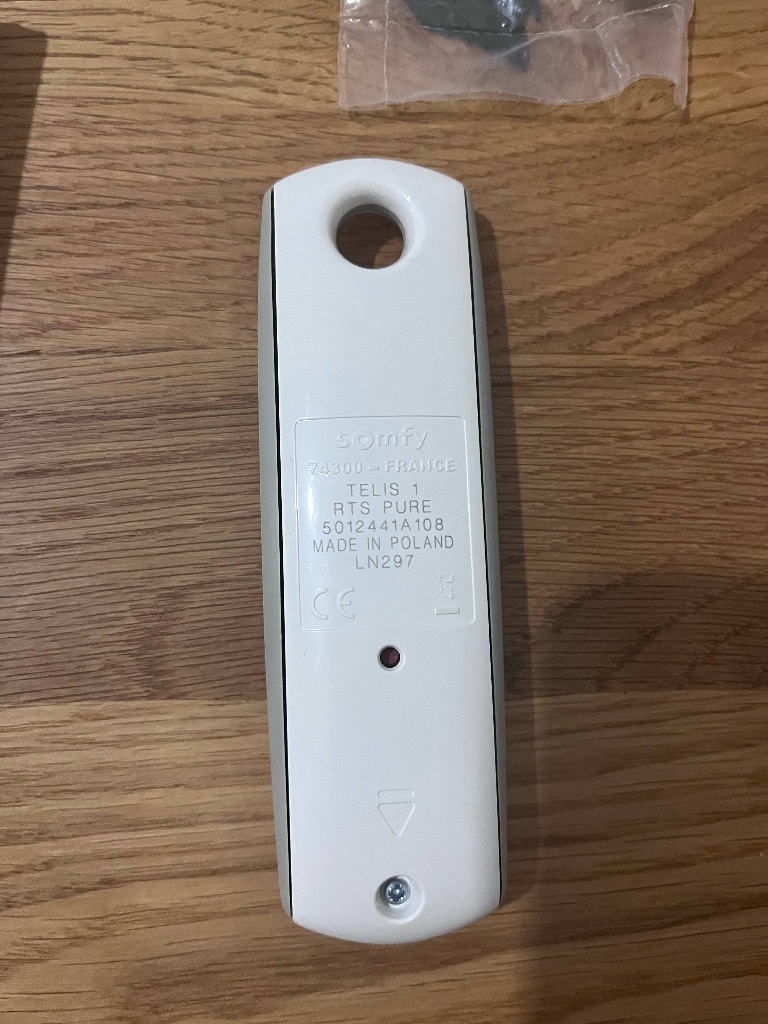 somfy
74300 - FRANCE
TELIS 1
RTS PURE
5012441A108
MADE IN POLAND
LN297
CE